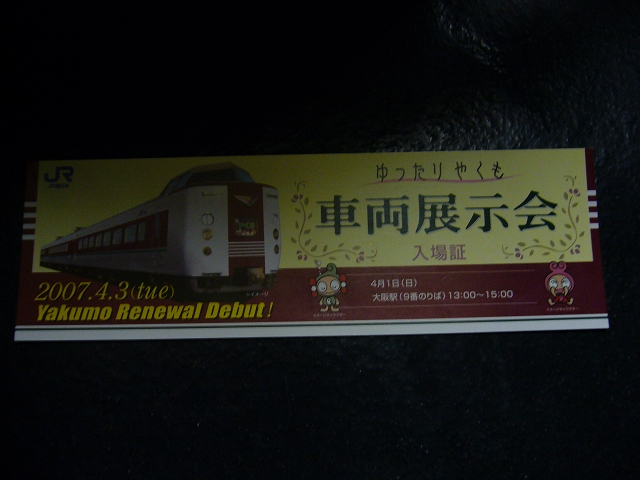 JR
ゆったりやくも
車両展示会
入場証
2007.4.3(tue)
Yakumo Renewal Debut!
4月1日(日)
大阪駅(9番のりば)13:00〜15:00